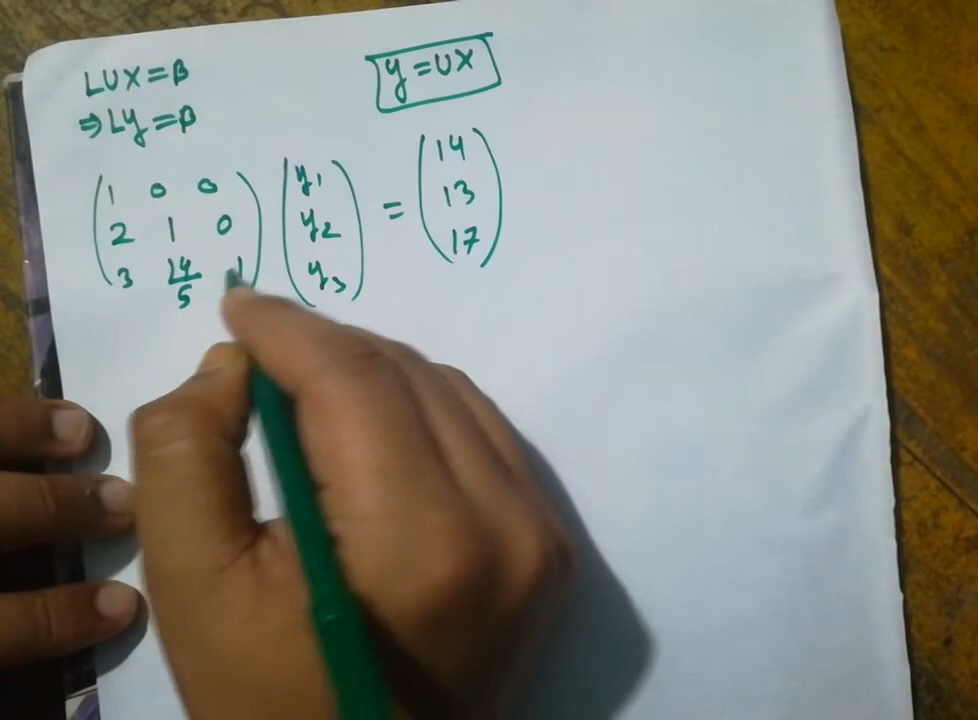 LUX = B
y = UX
⇒ Ly = B
1 0 0 y1 14
2 1 0 y2 = 13
3 14/5 1 y3 17